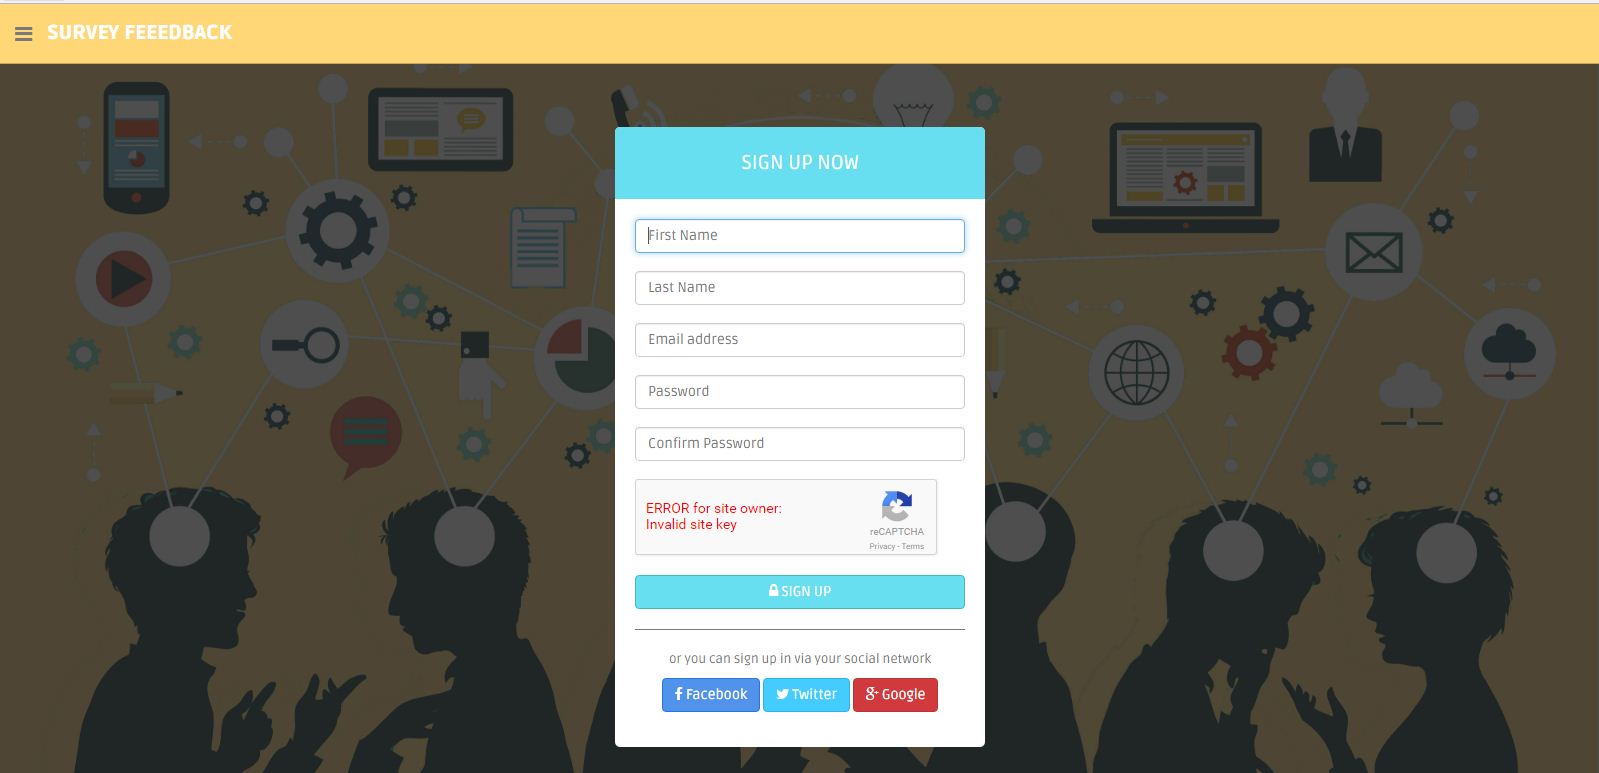 SURVEY FEEEDBACK
SIGN UP NOW
First Name
Last Name
Email address
Password
Confirm Password
ERROR for site owner:
Invalid site key
reCAPTCHA
Privacy - Terms
SIGN UP
or you can sign up in via your social network
Facebook Twitter Google